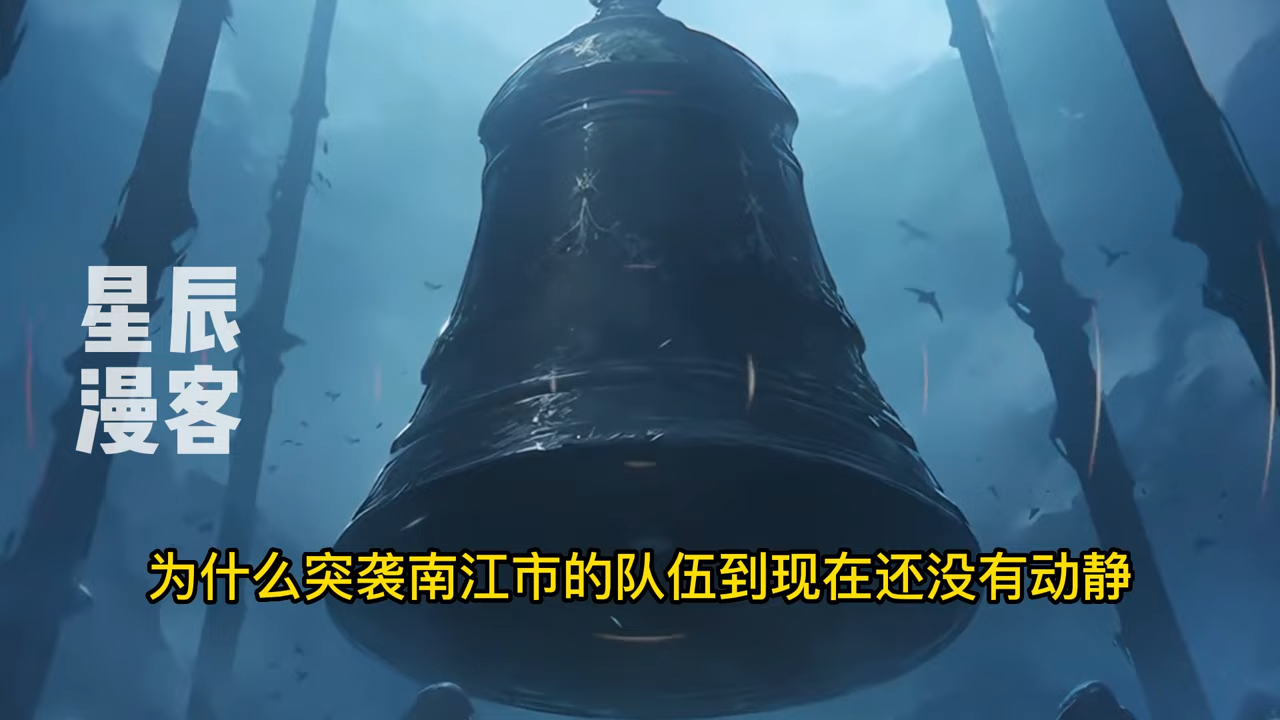 星辰
漫客
为什么突袭南江市的队伍到现在还没有动静